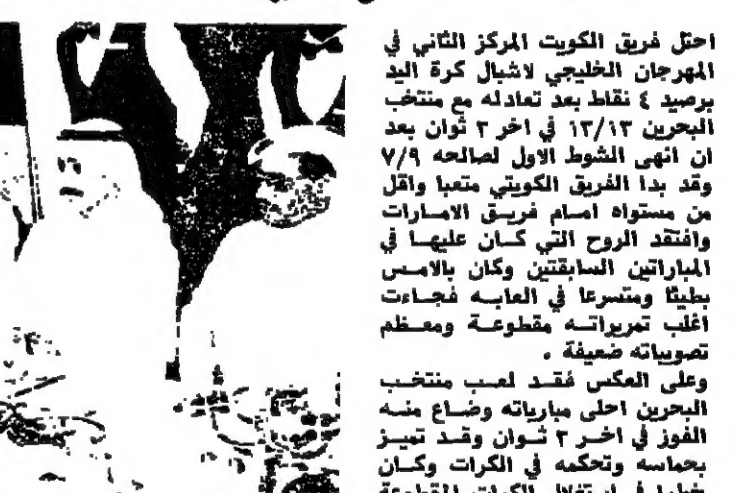 احتل فريق الكويت المركز الثاني في
المهرجان الخليجي لاشبال كرة اليد
برصيد ٤ نقاط بعد تعادله مع منتخب
البحرين ١٣/١٣ في اخر ٣ ثوان بعد
ان انهى الشوط الاول لصالحه ٧/٩
وقد بدا الفريق الكويتي متعبا واقل
من مستواه امام فريق الامارات
وافتقد الروح التي كان عليها في
المباراتين السابقتين وكان بالامس
بطيئا ومتسرعا في العابه فجاءت
اغلب تمريراته مقطوعة ومعظم
تصويباته ضعيفة .
وعلى العكس فقد لعب منتخب
البحرين احلى مبارياته وضاع منه
الفوز في اخر ٣ ثوان وقد تميز
بحماسه وتحكمه في الكرات وكان